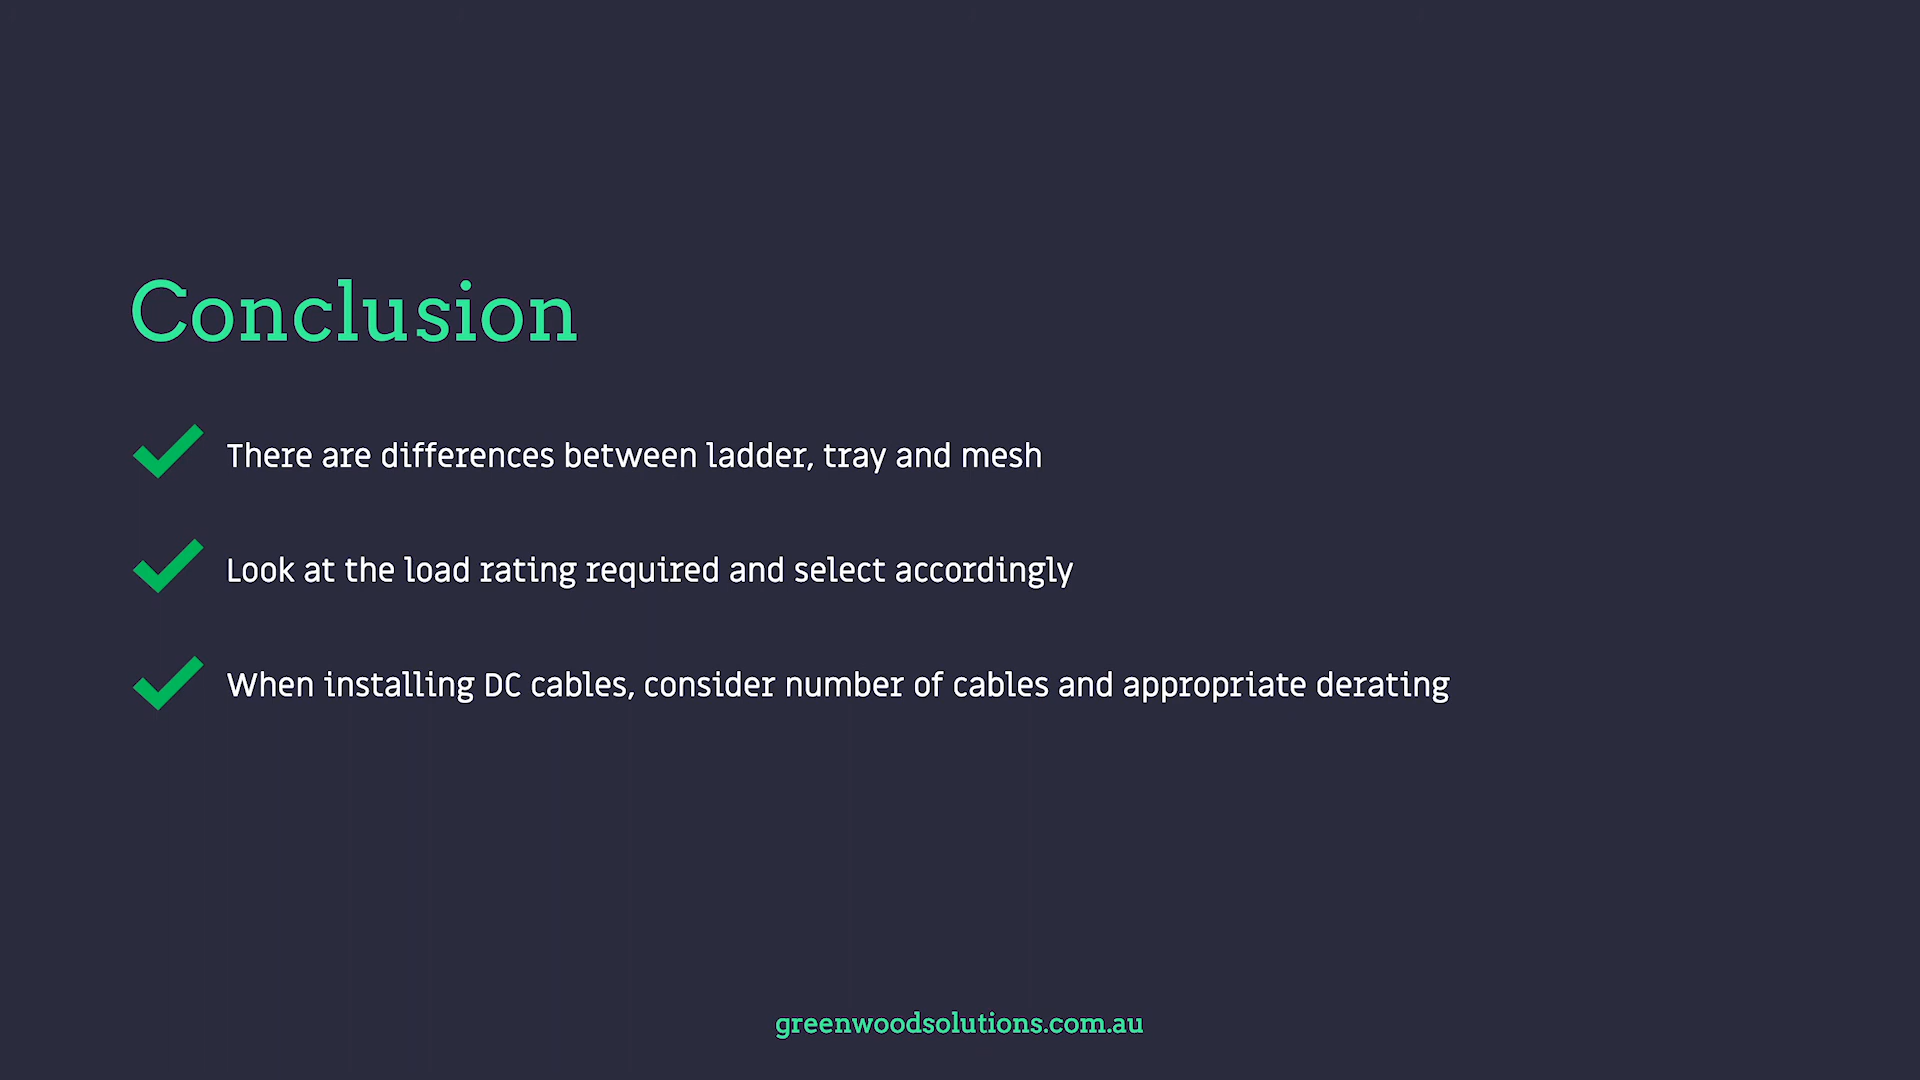 Conclusion
There are differences between ladder, tray and mesh
Look at the load rating required and select accordingly
When installing DC cables, consider number of cables and appropriate derating
greenwoodsolutions.com.au